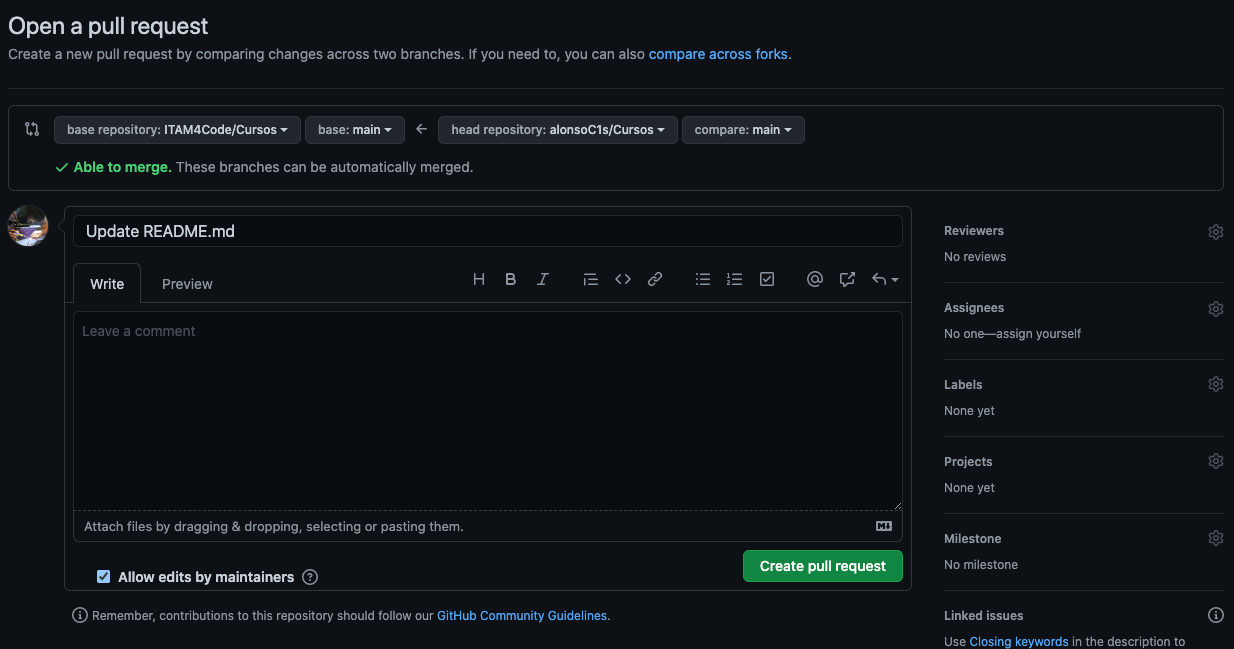 Open a pull request
Create a new pull request by comparing changes across two branches. If you need to, you can also compare across forks.
base repository: ITAM4Code/Cursos base: main head repository: alonsoC1s/Cursos compare: main
Able to merge. These branches can be automatically merged.
Update README.md
Write Preview
Leave a comment
Attach files by dragging & dropping, selecting or pasting them.
Allow edits by maintainers
Create pull request
Remember, contributions to this repository should follow our GitHub Community Guidelines.
Reviewers
No reviews
Assignees
No one—assign yourself
Labels
None yet
Projects
None yet
Milestone
No milestone
Linked issues
Use Closing keywords in the description to